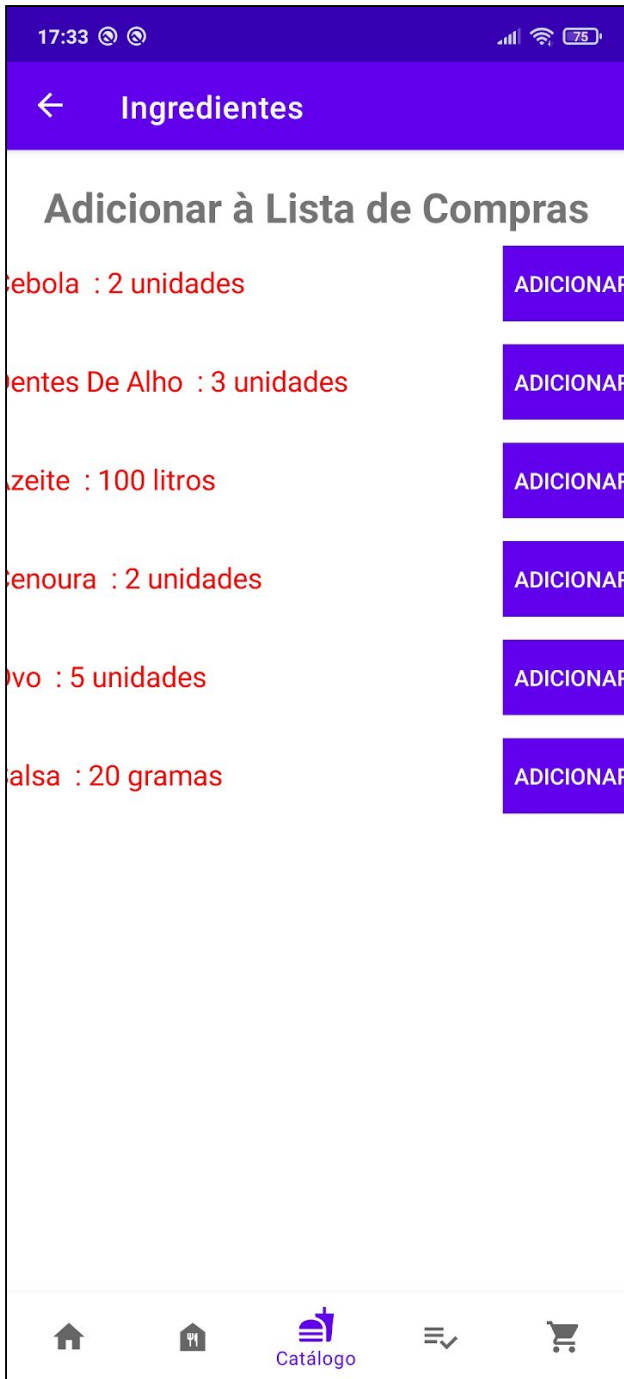 17:33 75
Ingredientes
Adicionar à Lista de Compras
ebola : 2 unidades ADICIONAR
entes De Alho : 3 unidades ADICIONAR
zeite : 100 litros ADICIONAR
enoura : 2 unidades ADICIONAR
vo : 5 unidades ADICIONAR
alsa : 20 gramas ADICIONAR
Catálogo